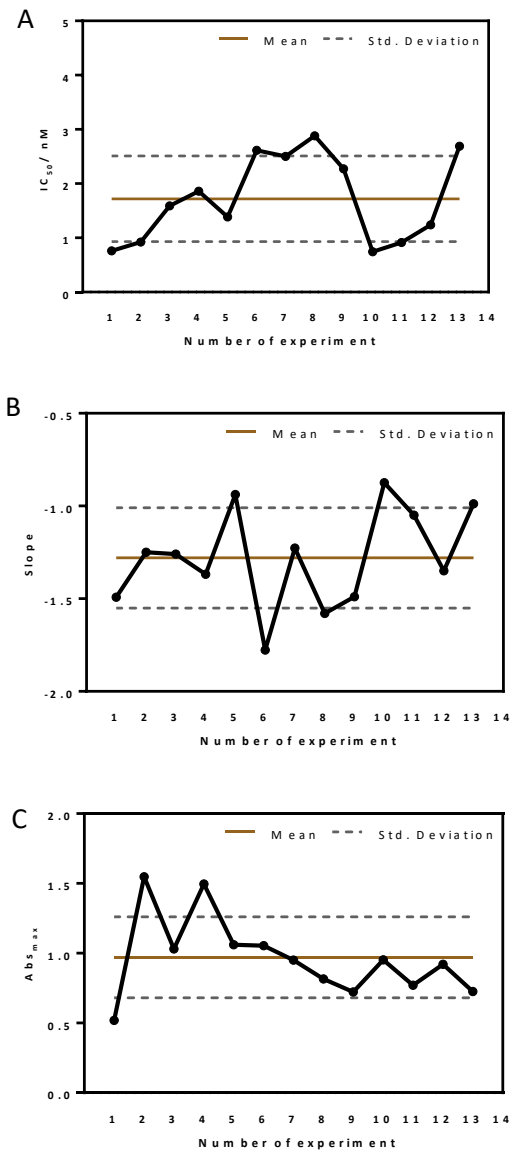 A
5
Mean Std. Deviation
4
3
2
1
0
IC50/ nM
1 2 3 4 5 6 7 8 9 10 11 12 13 14
Number of experiment
B
-0.5
Mean Std. Deviation
-1.0
-1.5
-2.0
Slope
1 2 3 4 5 6 7 8 9 10 11 12 13 14
Number of experiment
C
2.0
Mean Std. Deviation
1.5
1.0
0.5
0.0
Absmax
1 2 3 4 5 6 7 8 9 10 11 12 13 14
Number of experiment